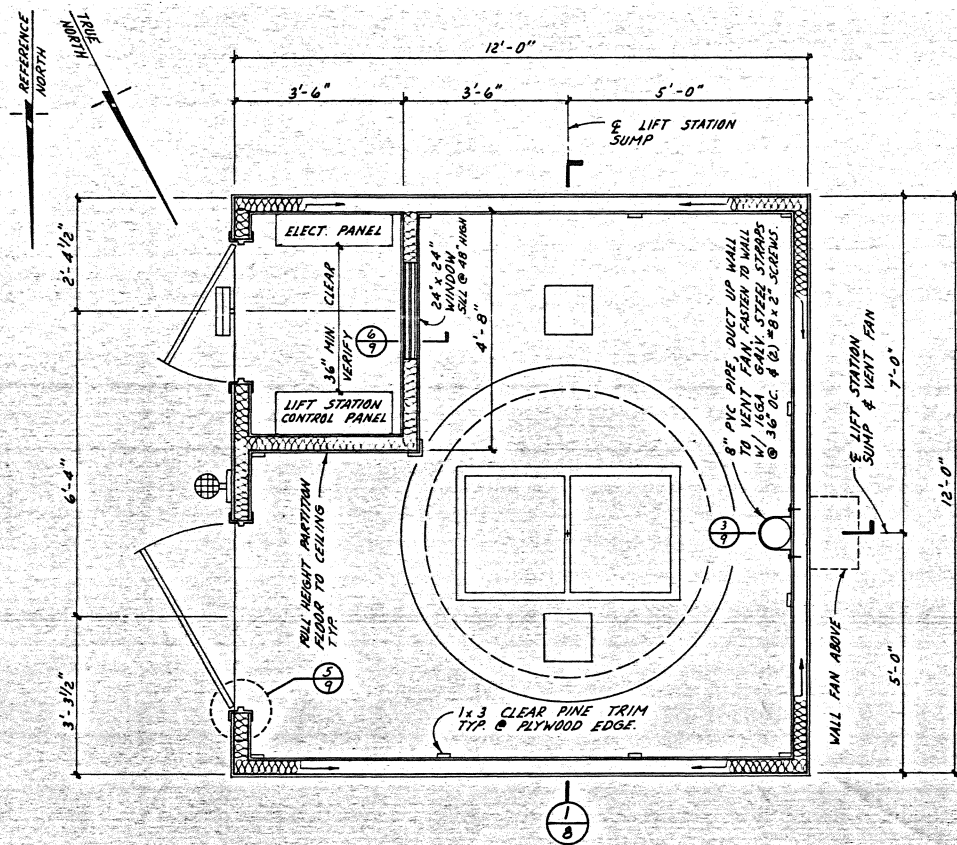 REFERENCE
NORTH
TRUE
NORTH
12'-0"
3'-6"
3'-6"
5'-0"
℄ LIFT STATION
SUMP
2'-4 1/2"
6'-4"
3'-3 1/2"
ELECT. PANEL
36" MIN. CLEAR
VERIFY
LIFT STATION
CONTROL PANEL
24" x 24"
WINDOW
SILL @ 48" HIGH
6
9
4'-8"
8" PVC PIPE, DUCT UP WALL
TO VENT FAN, FASTEN TO WALL
W/ 16GA GALV. STEEL STRAPS
@ 36" OC. & (2) #8 x 2" SCREWS.
7'-0"
℄ LIFT STATION
SUMP & VENT FAN
12'-0"
5'-0"
FULL HEIGHT PARTITION
FLOOR TO CEILING
TYP.
3
9
5
9
WALL FAN ABOVE
1 x 3 CLEAR PINE TRIM
TYP. @ PLYWOOD EDGE.
1
8